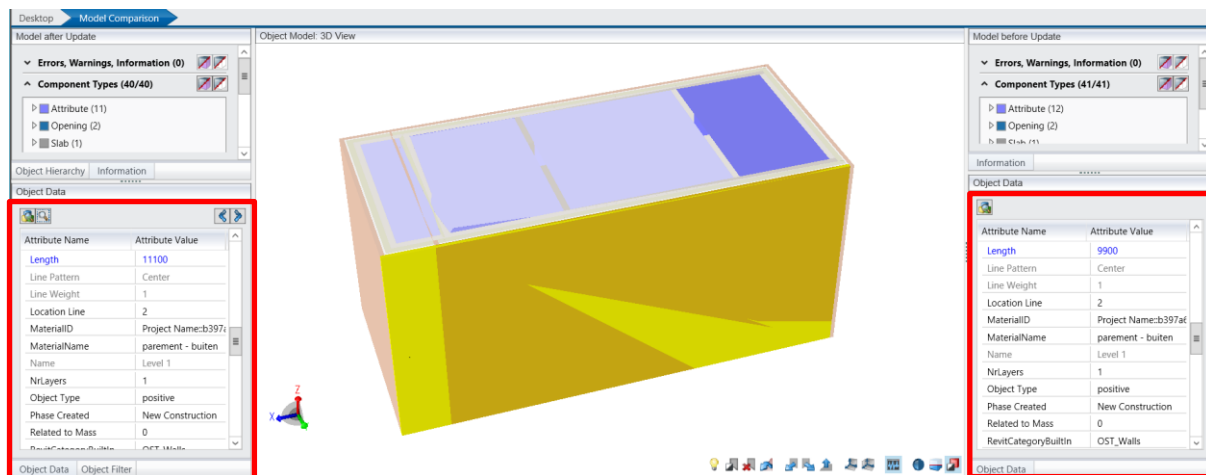 Desktop Model Comparison
Model after Update
Errors, Warnings, Information (0)
Component Types (40/40)
Attribute (11)
Opening (2)
Slab (1)
Object Hierarchy Information
Object Data
Attribute Name Attribute Value
Length 11100
Line Pattern Center
Line Weight 1
Location Line 2
MaterialID Project Name::b397a
MaterialName parement - buiten
Name Level 1
NrLayers 1
Object Type positive
Phase Created New Construction
Related to Mass 0
RevitCategoryBuiltIn OST_Walls
Object Data Object Filter
Object Model: 3D View
Z
X
Model before Update
Errors, Warnings, Information (0)
Component Types (41/41)
Attribute (12)
Opening (2)
Slab (1)
Information
Object Data
Attribute Name Attribute Value
Length 9900
Line Pattern Center
Line Weight 1
Location Line 2
MaterialID Project Name::b397a6
MaterialName parement - buiten
Name Level 1
NrLayers 1
Object Type positive
Phase Created New Construction
Related to Mass 0
RevitCategoryBuiltIn OST_Walls
Object Data